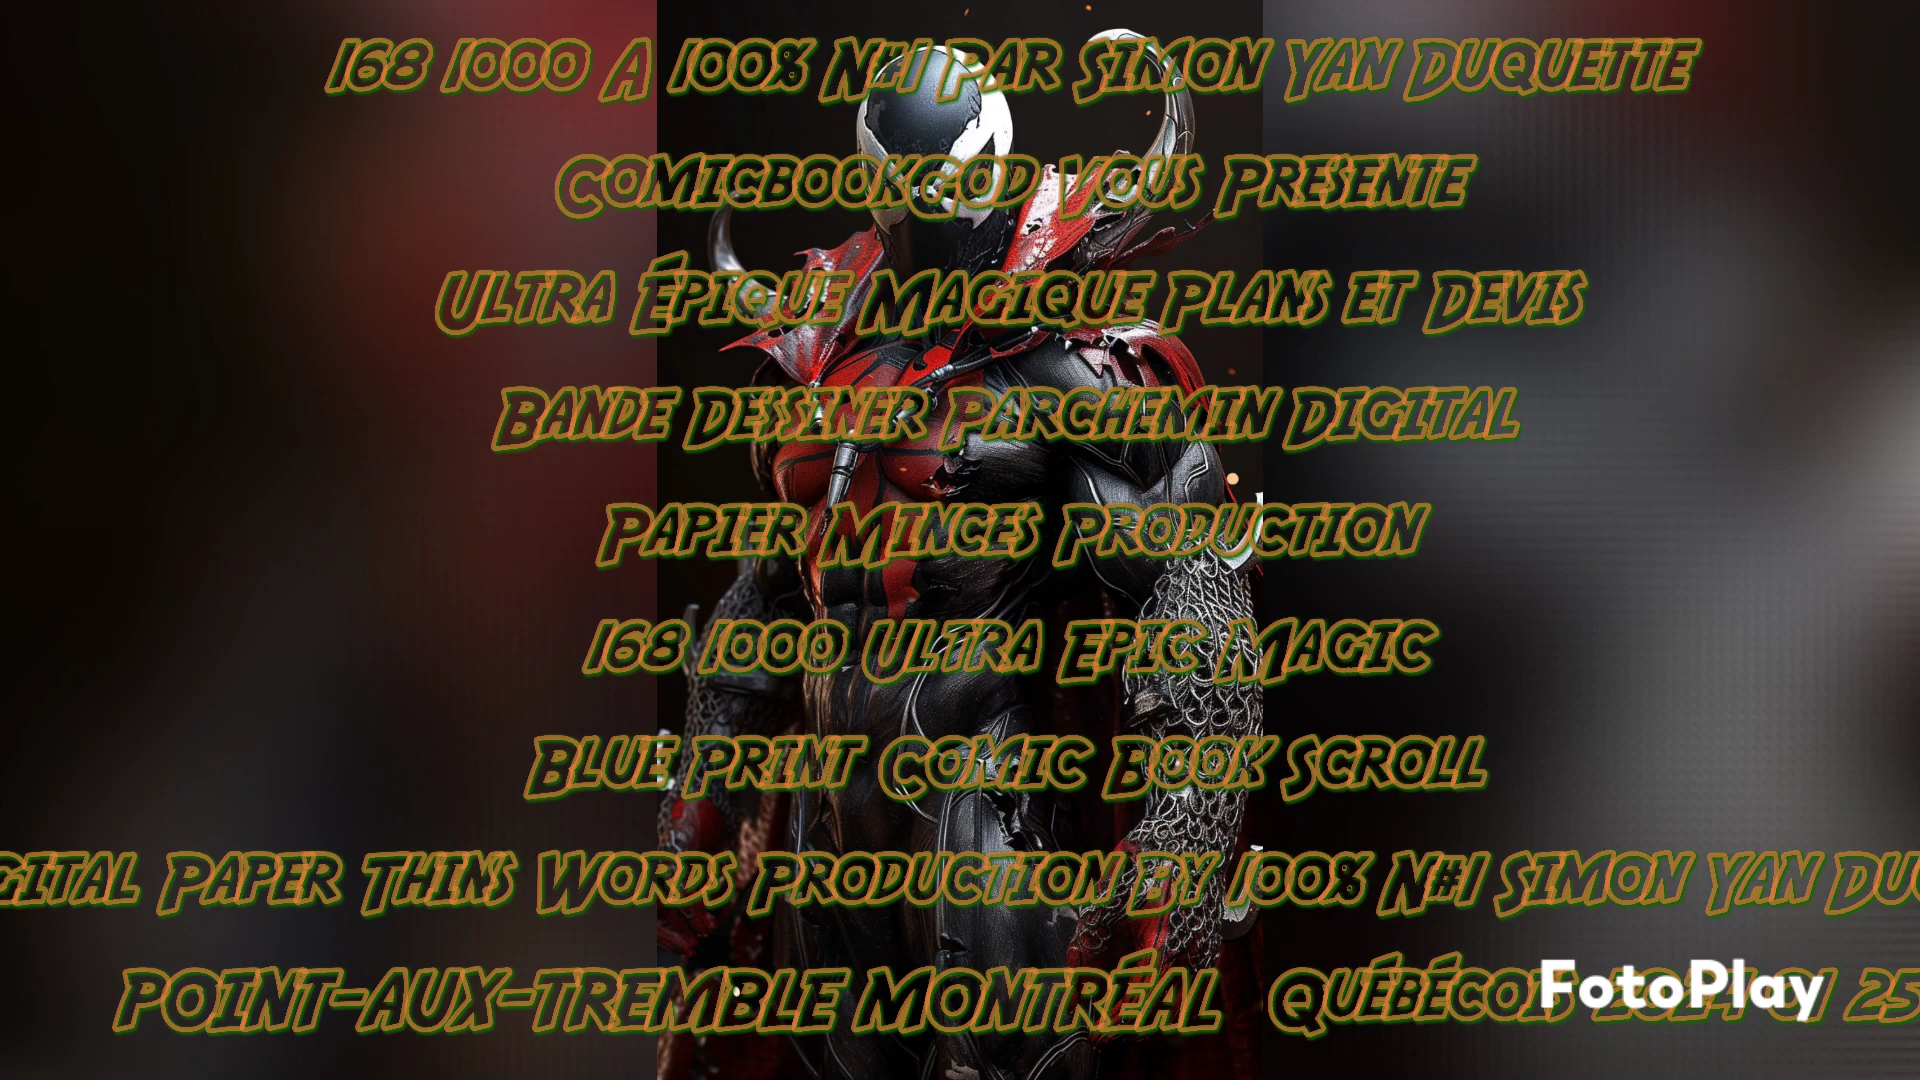 168 1000 A 100% N#1 PAR SIMON YAN DUQUETTE
COMICBOOKGOD VOUS PRESENTE
ULTRA ÉPIQUE MAGIQUE PLANS ET DEVIS
BANDE DESSINER PARCHEMIN DIGITAL
PAPIER MINCES PRODUCTION
168 1000 ULTRA EPIC MAGIC
BLUE PRINT COMIC BOOK SCROLL
PAPER THINS WORDS PRODUCTION BY 100% N#1 SIMON YAN
POINT-AUX-TREMBLE MONTRÉAL QUÉBÉCOIS 01 25
FotoPlay